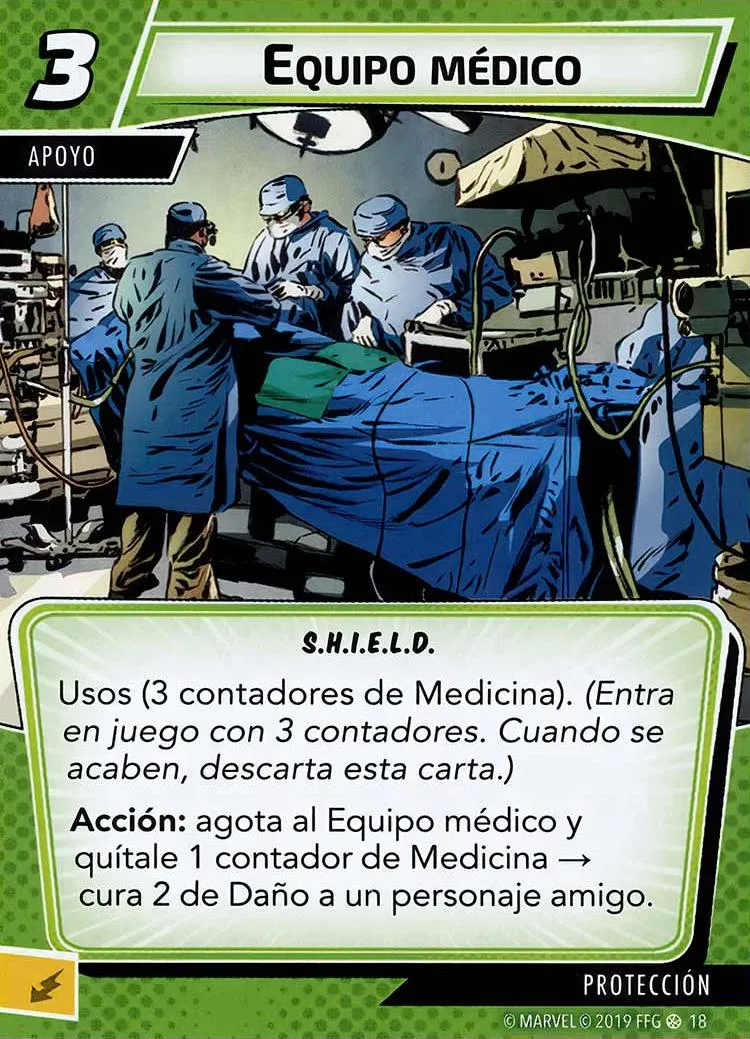 3
EQUIPO MÉDICO
APOYO
S.H.I.E.L.D.
Usos (3 contadores de Medicina). (Entra
en juego con 3 contadores. Cuando se
acaben, descarta esta carta.)
Acción: agota al Equipo médico y
quítale 1 contador de Medicina →
cura 2 de Daño a un personaje amigo.
PROTECCIÓN
© MARVEL © 2019 FFG 18